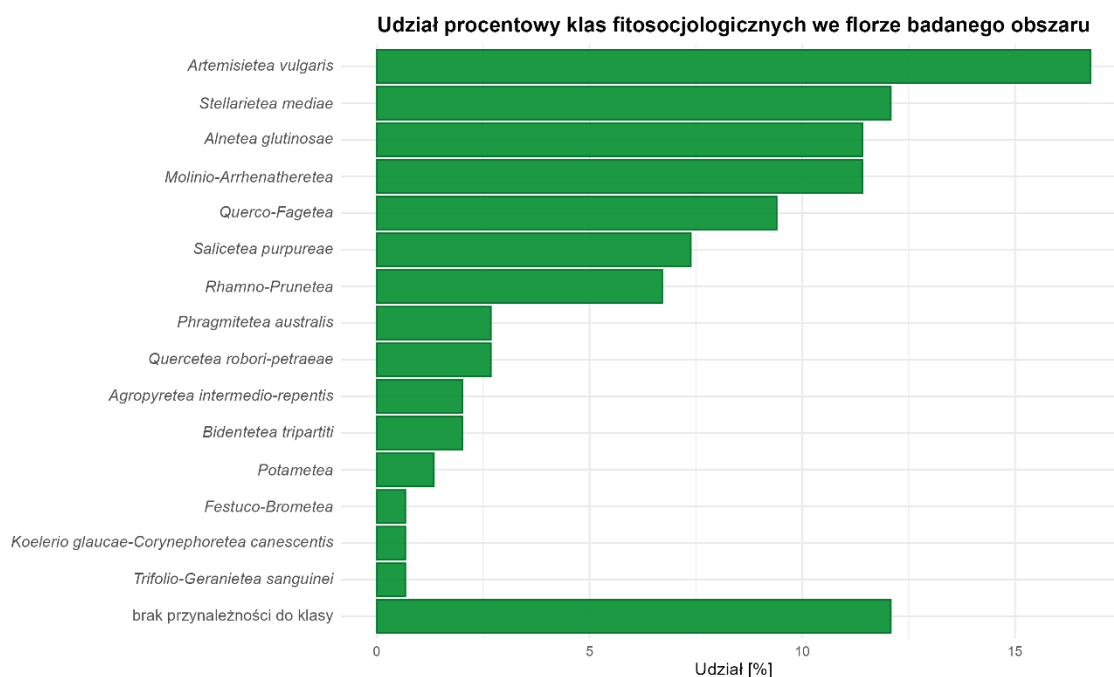 Udział procentowy klas fitosocjologicznych we florze badanego obszaru
Artemisietea vulgaris
Stellarietea mediae
Alnetea glutinosae
Molinio-Arrhenatheretea
Querco-Fagetea
Salicetea purpureae
Rhamno-Prunetea
Phragmitetea australis
Quercetea robori-petraeae
Agropyretea intermedio-repentis
Bidentetea tripartiti
Potametea
Festuco-Brometea
Koelerio glaucae-Corynephoretea canescentis
Trifolio-Geranietea sanguinei
brak przynależności do klasy
0 5 10 15
Udział [%]